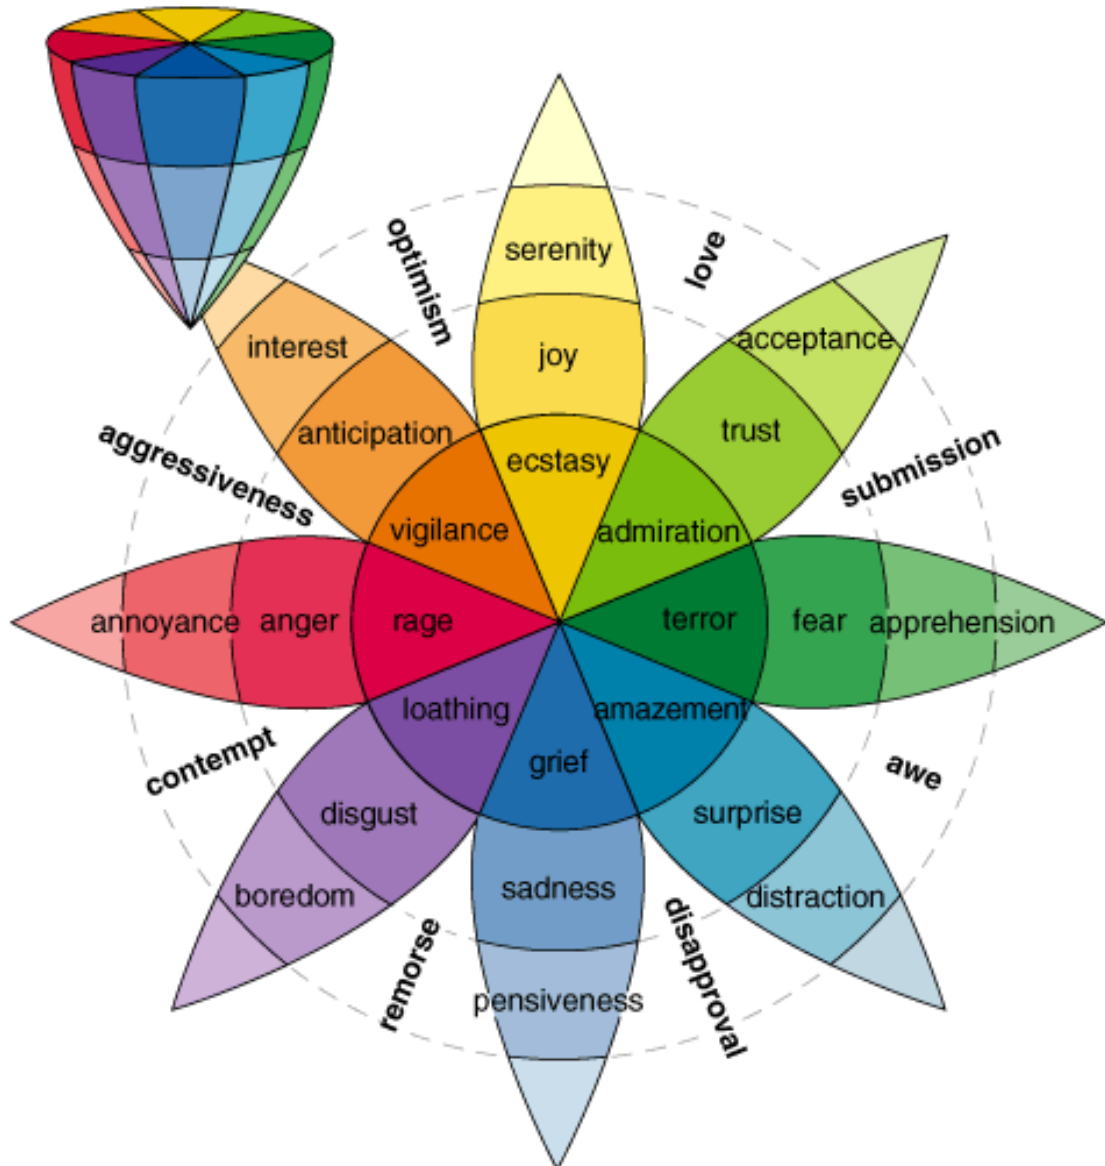 optimism
love
serenity
interest
acceptance
joy
anticipation
trust
aggressiveness
submission
ecstasy
vigilance
admiration
annoyance
anger
rage
terror
fear
apprehension
loathing
amazement
grief
contempt
awe
disgust
surprise
boredom
sadness
distraction
remorse
disapproval
pensiveness